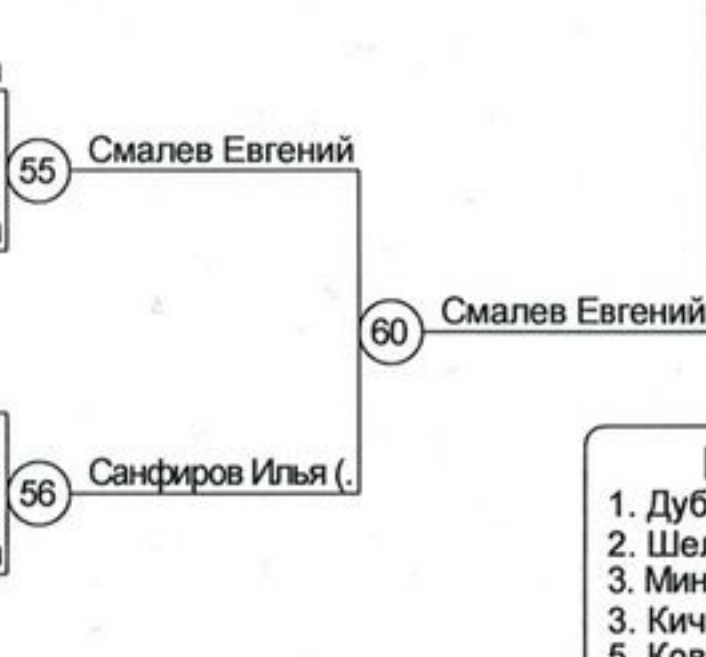 55
Смалев Евгений
60
Смалев Евгений
56
Санфиров Илья (.
1. Дуб
2. Шел
3. Мин
3. Кич